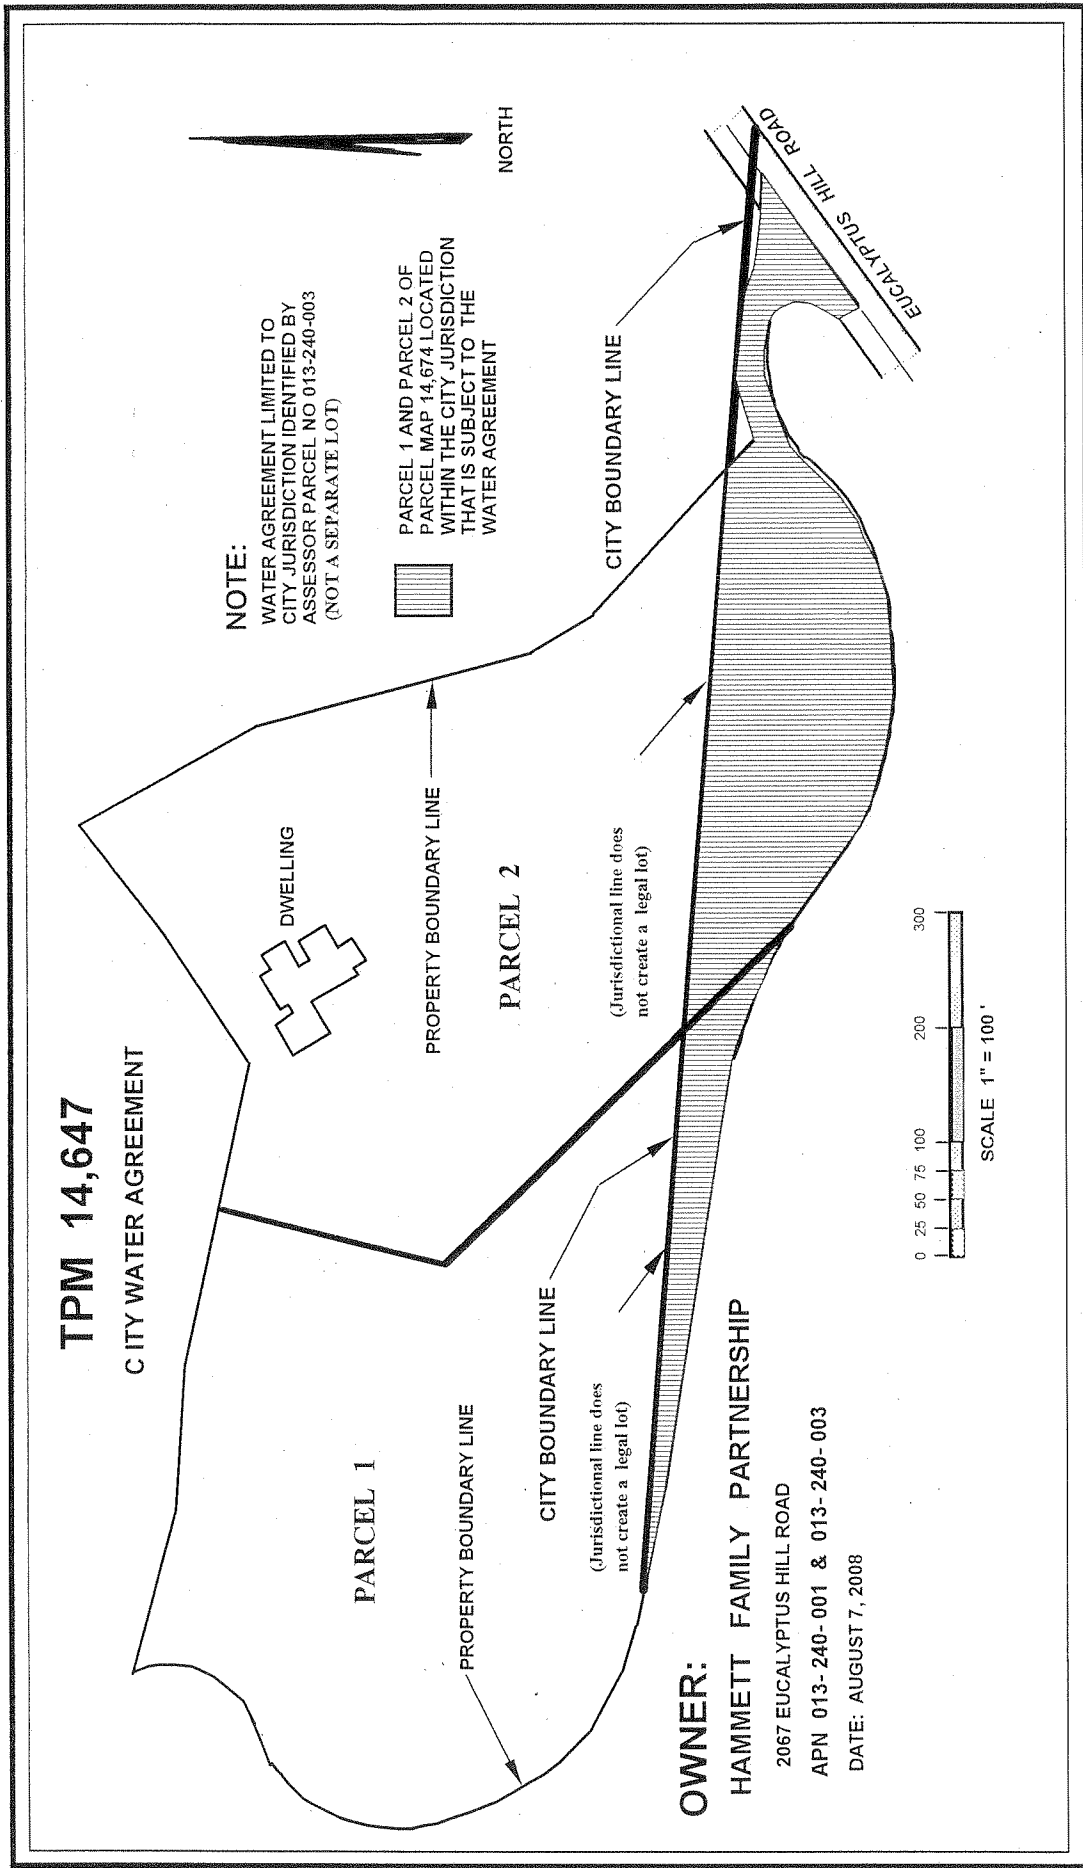 TPM 14,647
C ITY WATER AGREEMENT
NOTE:
WATER AGREEMENT LIMITED TO
CITY JURISDICTION IDENTIFIED BY
ASSESSOR PARCEL NO 013-240-003
(NOT A SEPARATE LOT)
PARCEL 1 AND PARCEL 2 OF
PARCEL MAP 14,674 LOCATED
WITHIN THE CITY JURISDICTION
THAT IS SUBJECT TO THE
WATER AGREEMENT
NORTH
DWELLING
PARCEL 1
PROPERTY BOUNDARY LINE
PROPERTY BOUNDARY LINE
PARCEL 2
CITY BOUNDARY LINE
(Jurisdictional line does
not create a legal lot)
CITY BOUNDARY LINE
(Jurisdictional line does
not create a legal lot)
EUCALYPTUS HILL ROAD
OWNER:
HAMMETT FAMILY PARTNERSHIP
2067 EUCALYPTUS HILL ROAD
APN 013- 240- 001 & 013- 240- 003
DATE: AUGUST 7, 2008
0 25 50 75 100 200 300
SCALE 1" = 100 '